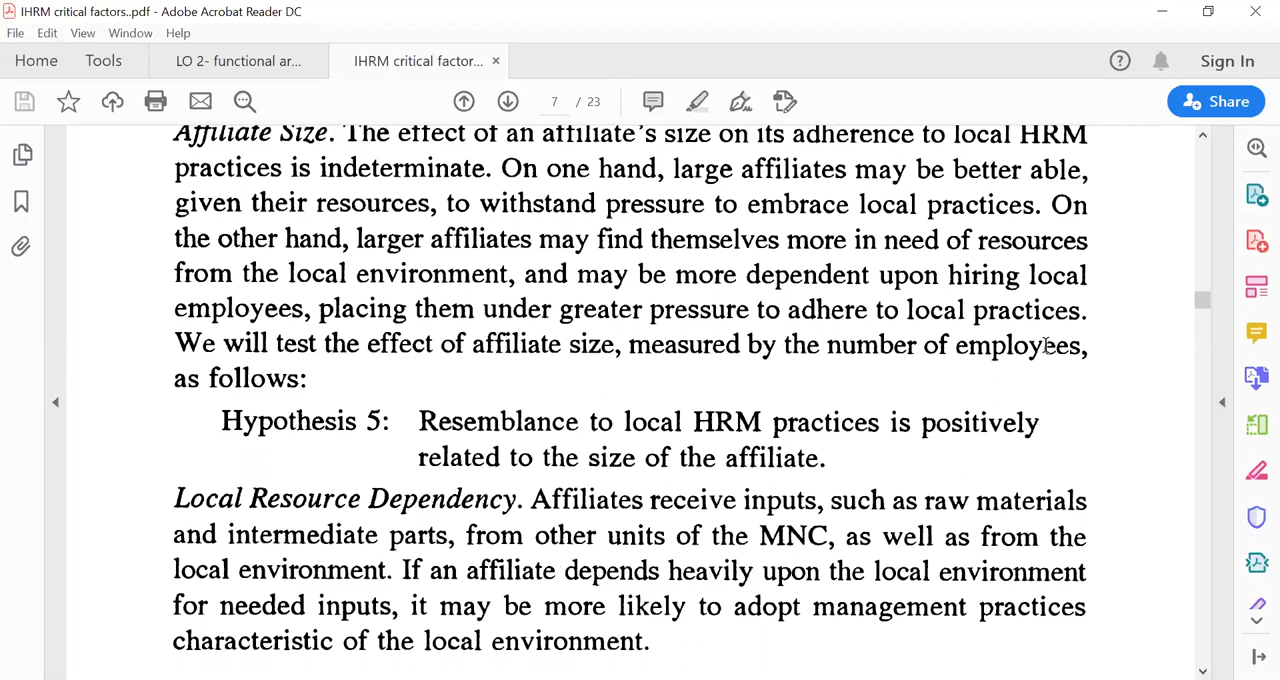 IHRM critical factors..pdf - Adobe Acrobat Reader DC
File Edit View Window Help
Home Tools LO 2- functional ar... IHRM critical factor... × Sign In
7 / 23 Share
Affiliate Size. The effect of an affiliate's size on its adherence to local HRM
practices is indeterminate. On one hand, large affiliates may be better able,
given their resources, to withstand pressure to embrace local practices. On
the other hand, larger affiliates may find themselves more in need of resources
from the local environment, and may be more dependent upon hiring local
employees, placing them under greater pressure to adhere to local practices.
We will test the effect of affiliate size, measured by the number of employees,
as follows:
Hypothesis 5: Resemblance to local HRM practices is positively
related to the size of the affiliate.
Local Resource Dependency. Affiliates receive inputs, such as raw materials
and intermediate parts, from other units of the MNC, as well as from the
local environment. If an affiliate depends heavily upon the local environment
for needed inputs, it may be more likely to adopt management practices
characteristic of the local environment.